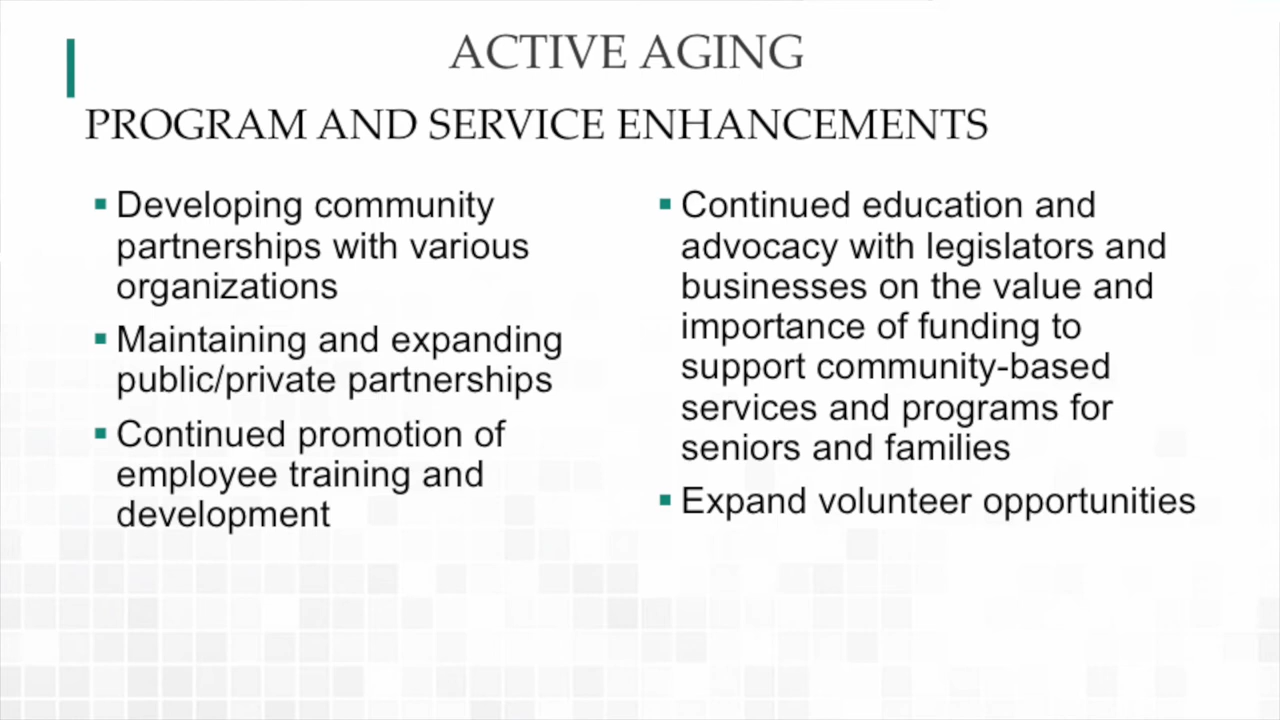 ACTIVE AGING
PROGRAM AND SERVICE ENHANCEMENTS
Developing community
partnerships with various
organizations
Maintaining and expanding
public/private partnerships
Continued promotion of
employee training and
development
Continued education and
advocacy with legislators and
businesses on the value and
importance of funding to
support community-based
services and programs for
seniors and families
Expand volunteer opportunities